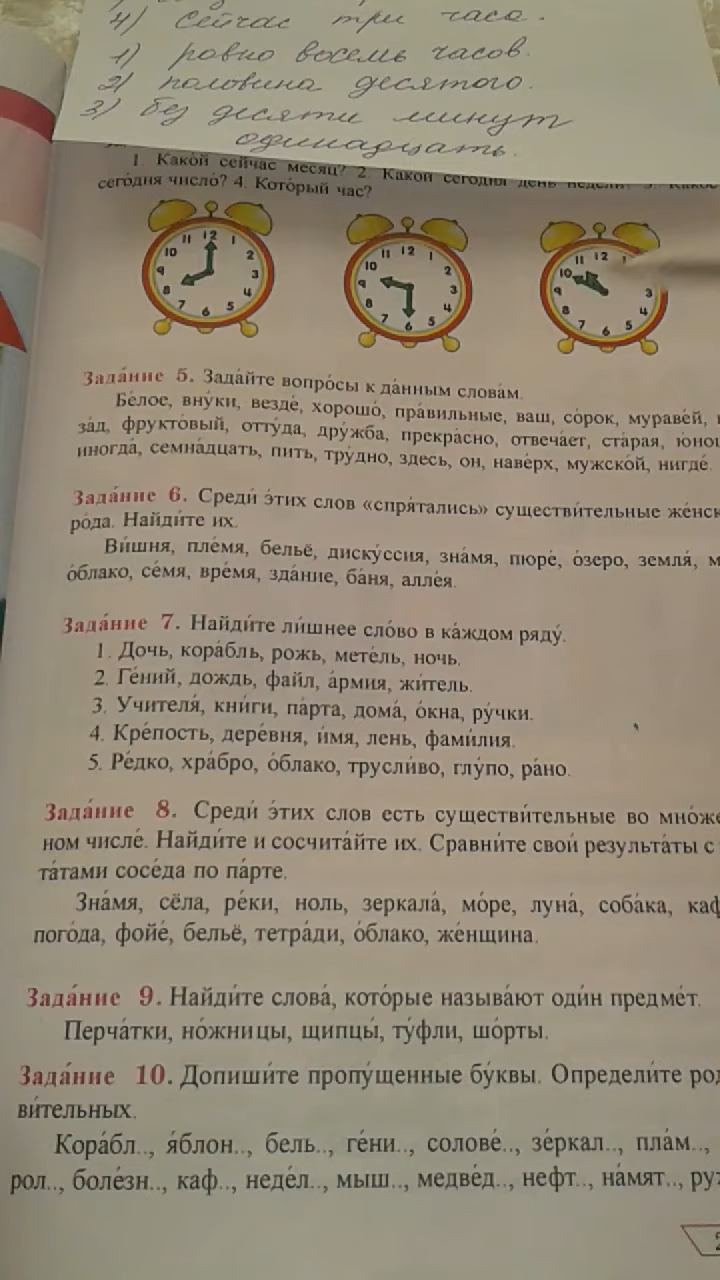 4) Сейчас три часа.
1) ровно восемь часов.
2) половина десятого.
3) без десяти минут
одинадцать.
1. Како́й сейчас месяц? 2. Какой сегодня день недели?
сего́дня число́? 4. Кото́рый час?
Зада́ние 5. Зада́йте вопро́сы к да́нным слова́м.
Бе́лое, вну́ки, везде́, хорошо́, пра́вильные, ваш, со́рок, мураве́й,
за́д, фрукто́вый, отту́да, дру́жба, прекра́сно, отвеча́ет, ста́рая,
иногда́, семна́дцать, пить, тру́дно, здесь, он, наве́рх, мужско́й, нигде́.
Зада́ние 6. Среди́ э́тих слов «спря́тались» существи́тельные
ро́да. Найди́те их.
Ви́шня, пле́мя, бельё, диску́ссия, зна́мя, пюре́, о́зеро, земля́,
о́блако, се́мя, вре́мя, зда́ние, ба́ня, алле́я.
Зада́ние 7. Найди́те ли́шнее сло́во в ка́ждом ряду́.
1. Дочь, кора́бль, рожь, мете́ль, ночь.
2. Ге́ний, дождь, файл, а́рмия, жи́тель.
3. Учителя́, кни́ги, па́рта, дома́, о́кна, ру́чки.
4. Кре́пость, дере́вня, и́мя, лень, фами́лия.
5. Ре́дко, хра́бро, о́блако, трусли́во, глу́по, ра́но.
Зада́ние 8. Среди́ э́тих слов есть существи́тельные во
ном числе́. Найди́те и сосчита́йте их. Сравни́те свои́ результа́ты с
та́тами сосе́да по па́рте.
Зна́мя, сёла, ре́ки, ноль, зеркала́, мо́ре, луна́, соба́ка,
пого́да, фойе́, бельё, тетра́ди, о́блако, же́нщина.
Зада́ние 9. Найди́те слова́, кото́рые называ́ют оди́н предме́т.
Перча́тки, но́жницы, щипцы́, ту́фли, шо́рты.
Зада́ние 10. Допиши́те пропу́щенные бу́квы. Определи́те
ви́тельных.
Кора́бл.., я́блон.., бель.., ге́ни.., солове́.., зе́ркал.., пла́м..,
рол.., боле́зн.., каф.., неде́л.., мыш.., медве́д.., нефт.., па́мят..,